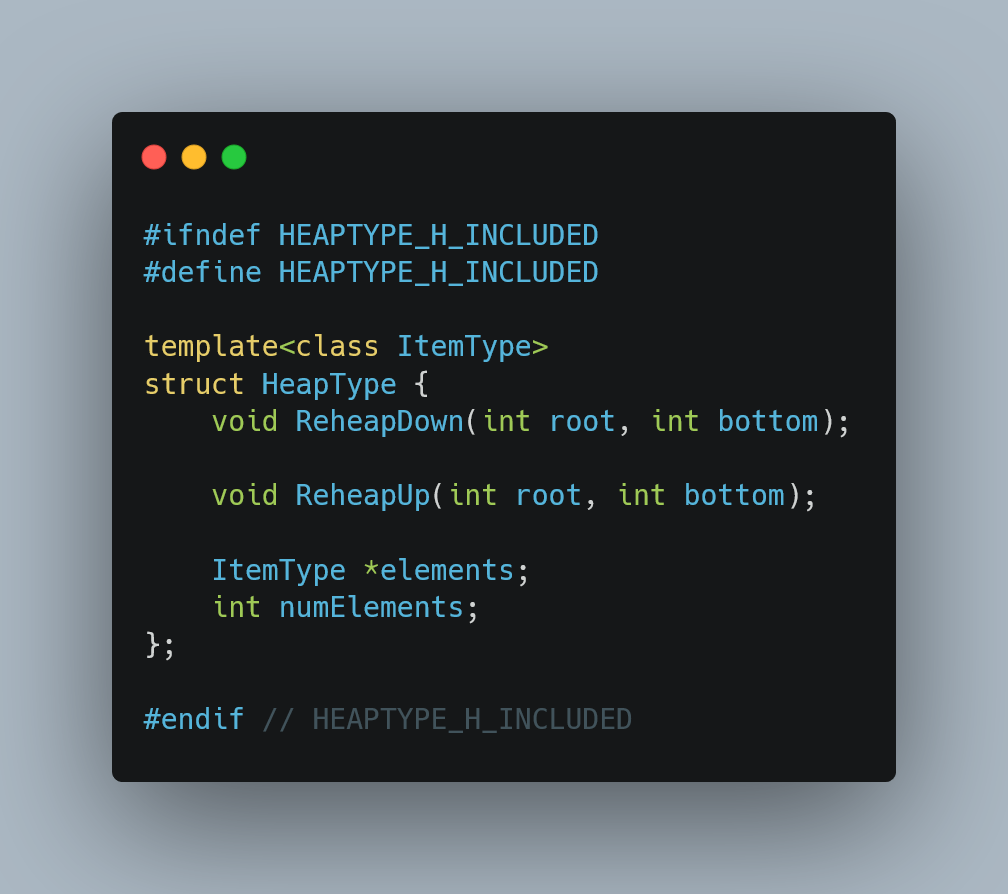 #ifndef HEAPTYPE_H_INCLUDED
#define HEAPTYPE_H_INCLUDED
template<class ItemType>
struct HeapType {
    void ReheapDown(int root, int bottom);
    void ReheapUp(int root, int bottom);
    ItemType *elements;
    int numElements;
};
#endif // HEAPTYPE_H_INCLUDED